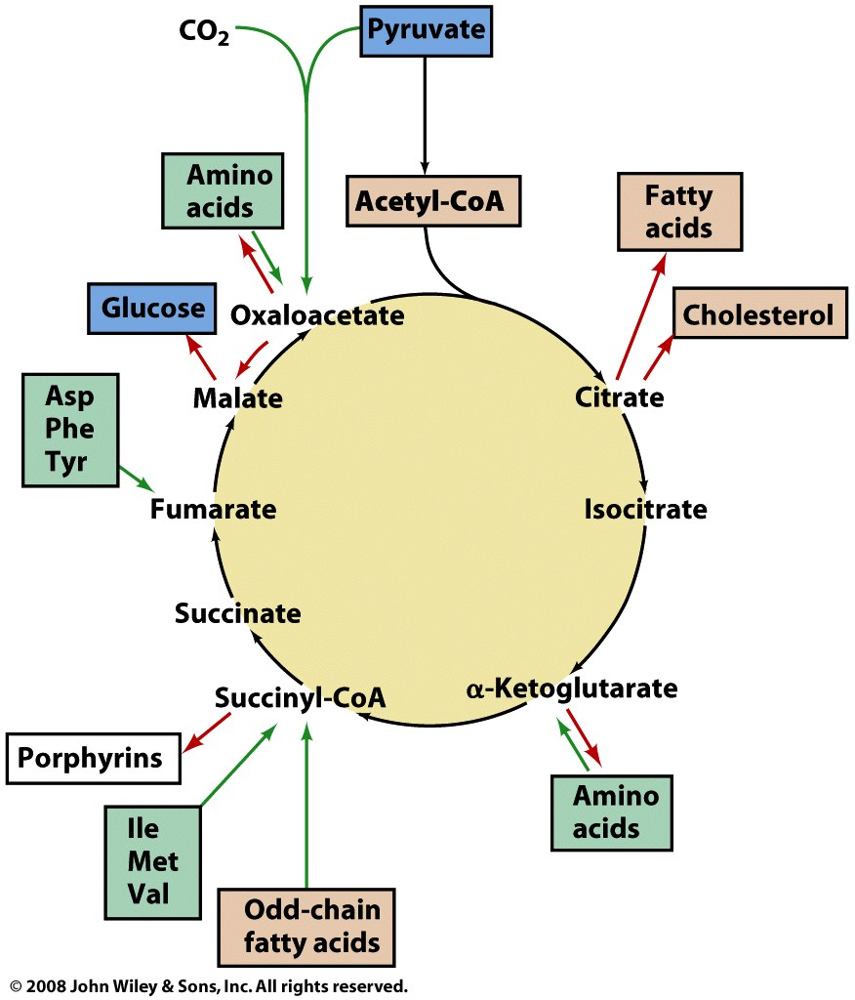 CO₂
Pyruvate
Amino
acids
Acetyl-CoA
Fatty
acids
Glucose
Oxaloacetate
Cholesterol
Asp
Phe
Tyr
Malate
Citrate
Fumarate
Isocitrate
Succinate
Succinyl-CoA
α-Ketoglutarate
Porphyrins
Amino
acids
Ile
Met
Val
Odd-chain
fatty acids
© 2008 John Wiley & Sons, Inc. All rights reserved.